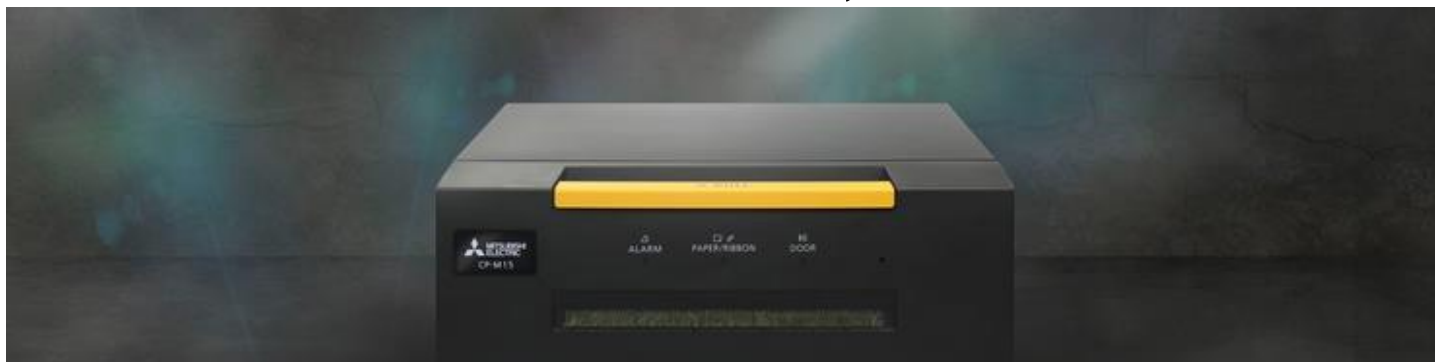 MITSUBISHI
ELECTRIC
CP-M15
ALARM
PAPER/RIBBON
DOOR